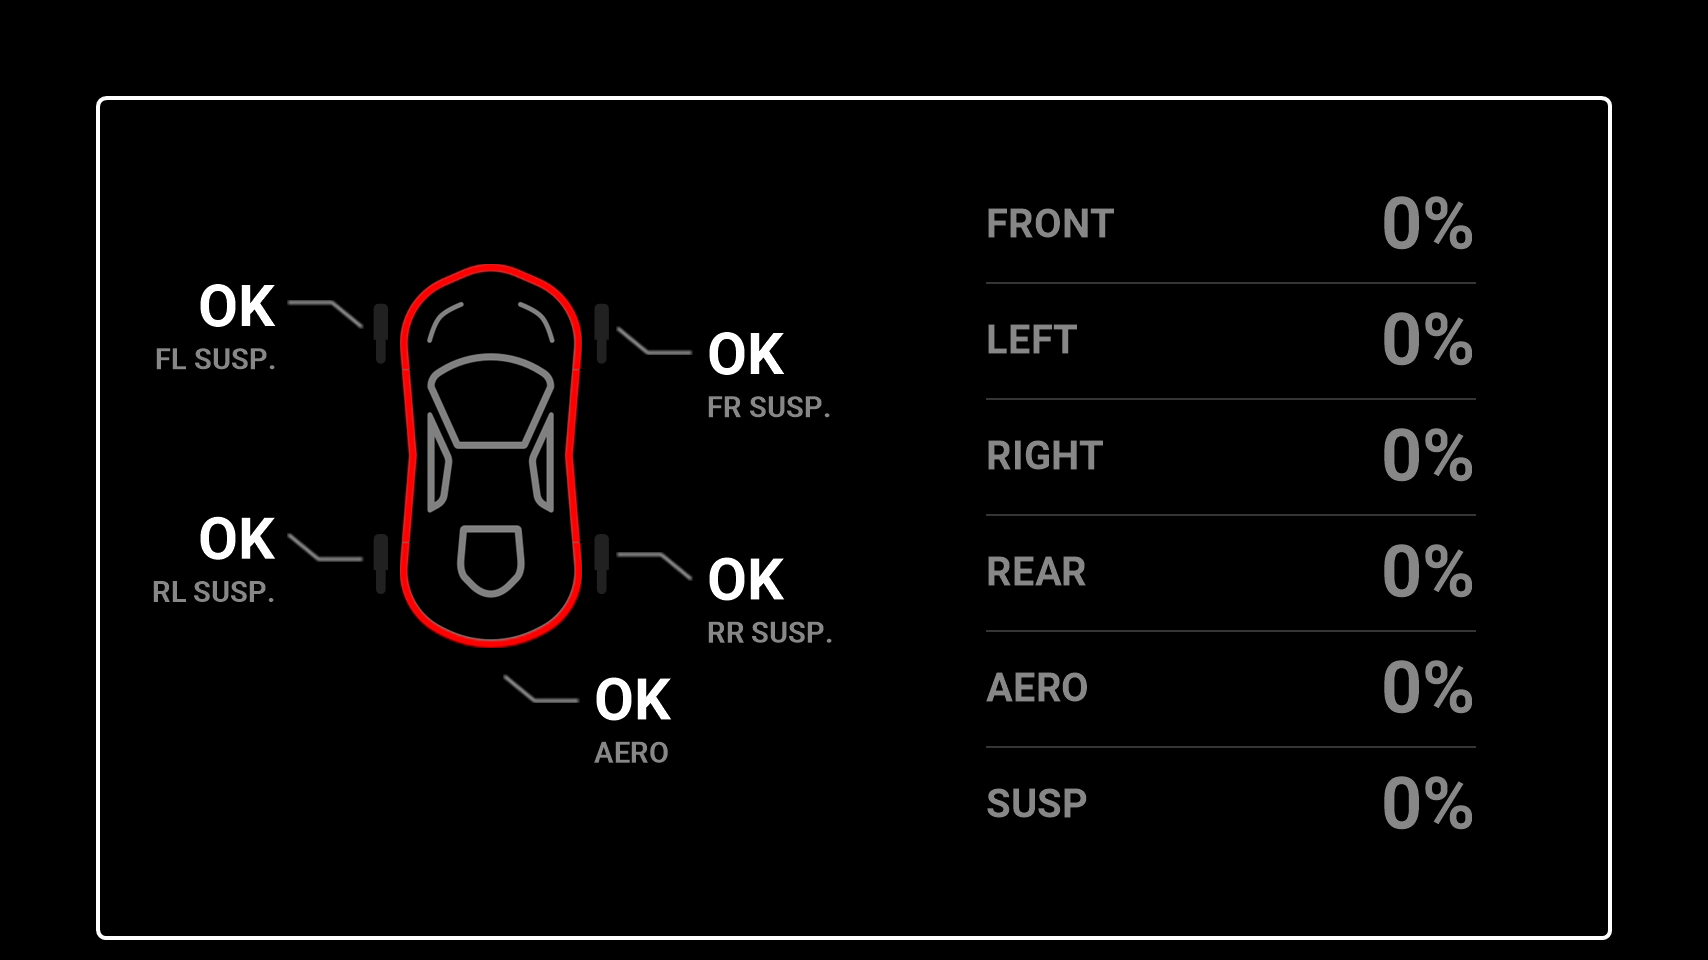 OK
FL SUSP.
OK
FR SUSP.
OK
RL SUSP.
OK
RR SUSP.
OK
AERO
FRONT 0%
LEFT 0%
RIGHT 0%
REAR 0%
AERO 0%
SUSP 0%